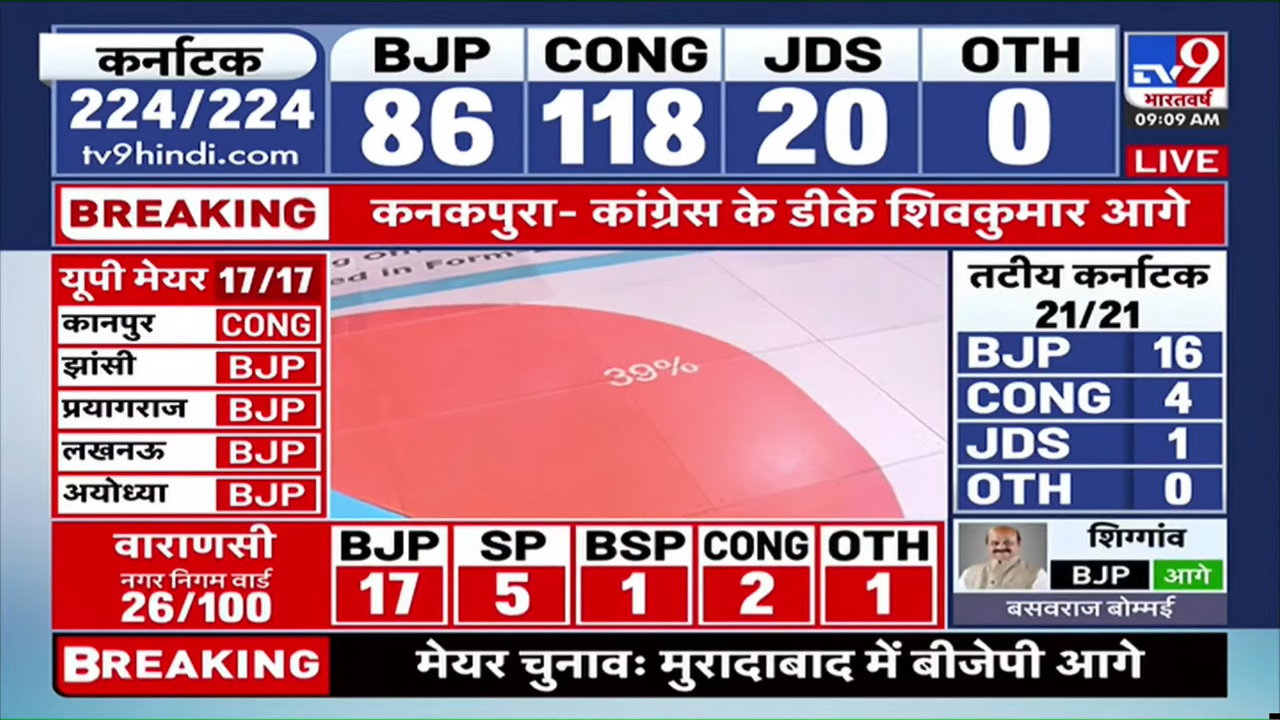 कर्नाटक
224/224
tv9hindi.com
BJP CONG JDS OTH
86 118 20 0
TV9
भारतवर्ष
09:09 AM
LIVE
BREAKING
कनकपुरा- कांग्रेस के डीके शिवकुमार आगे
यूपी मेयर 17/17
कानपुर CONG
झांसी BJP
प्रयागराज BJP
लखनऊ BJP
अयोध्या BJP
ed in Form-
39%
तटीय कर्नाटक
21/21
BJP 16
CONG 4
JDS 1
OTH 0
वाराणसी
नगर निगम वार्ड
26/100
BJP SP BSP CONG OTH
17 5 1 2 1
शिग्गांव
BJP आगे
बसवराज बोम्मई
BREAKING
मेयर चुनावः मुरादाबाद में बीजेपी आगे